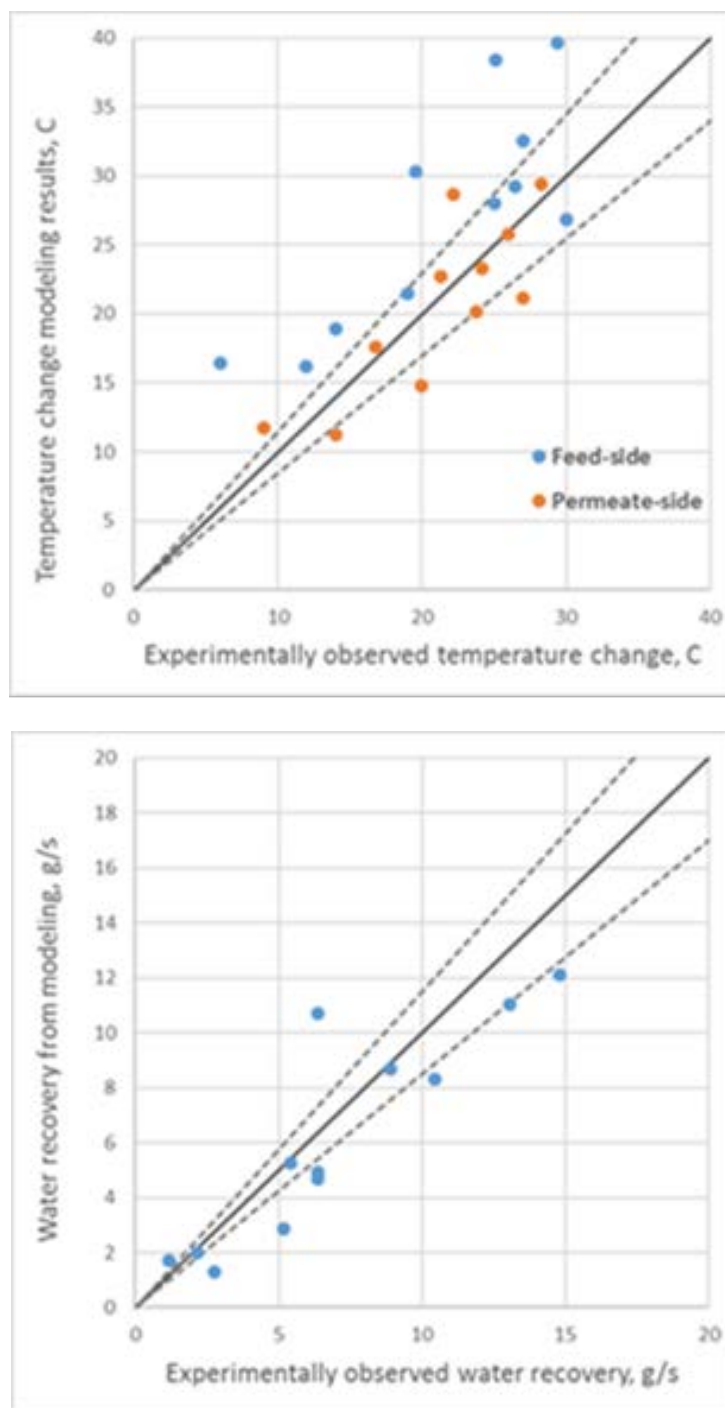 40
35
30
25
20
15
10
5
0
0 10 20 30 40
Temperature change modeling results, C
Experimentally observed temperature change, C
Feed-side
Permeate-side
20
18
16
14
12
10
8
6
4
2
0
0 5 10 15 20
Water recovery from modeling, g/s
Experimentally observed water recovery, g/s